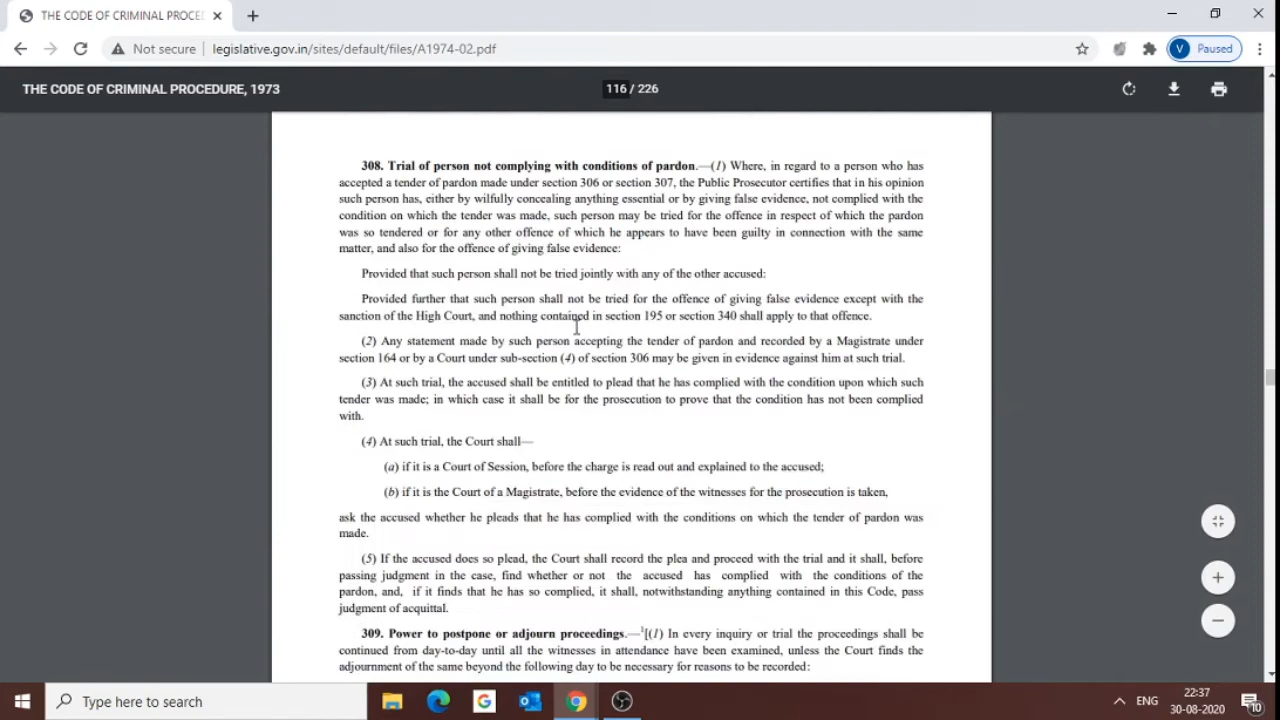 THE CODE OF CRIMINAL PROCED
Not secure | legislative.gov.in/sites/default/files/A1974-02.pdf
V Paused
THE CODE OF CRIMINAL PROCEDURE, 1973
116 / 226
308. Trial of person not complying with conditions of pardon.—(1) Where, in regard to a person who has
accepted a tender of pardon made under section 306 or section 307, the Public Prosecutor certifies that in his opinion
such person has, either by wilfully concealing anything essential or by giving false evidence, not complied with the
condition on which the tender was made, such person may be tried for the offence in respect of which the pardon
was so tendered or for any other offence of which he appears to have been guilty in connection with the same
matter, and also for the offence of giving false evidence:
Provided that such person shall not be tried jointly with any of the other accused:
Provided further that such person shall not be tried for the offence of giving false evidence except with the
sanction of the High Court, and nothing contained in section 195 or section 340 shall apply to that offence.
(2) Any statement made by such person accepting the tender of pardon and recorded by a Magistrate under
section 164 or by a Court under sub-section (4) of section 306 may be given in evidence against him at such trial.
(3) At such trial, the accused shall be entitled to plead that he has complied with the condition upon which such
tender was made; in which case it shall be for the prosecution to prove that the condition has not been complied
with.
(4) At such trial, the Court shall—
(a) if it is a Court of Session, before the charge is read out and explained to the accused;
(b) if it is the Court of a Magistrate, before the evidence of the witnesses for the prosecution is taken,
ask the accused whether he pleads that he has complied with the conditions on which the tender of pardon was
made.
(5) If the accused does so plead, the Court shall record the plea and proceed with the trial and it shall, before
passing judgment in the case, find whether or not the accused has complied with the conditions of the
pardon, and, if it finds that he has so complied, it shall, notwithstanding anything contained in this Code, pass
judgment of acquittal.
309. Power to postpone or adjourn proceedings.—1[(1) In every inquiry or trial the proceedings shall be
continued from day-to-day until all the witnesses in attendance have been examined, unless the Court finds the
adjournment of the same beyond the following day to be necessary for reasons to be recorded:
Type here to search
ENG
22:37
30-08-2020
10